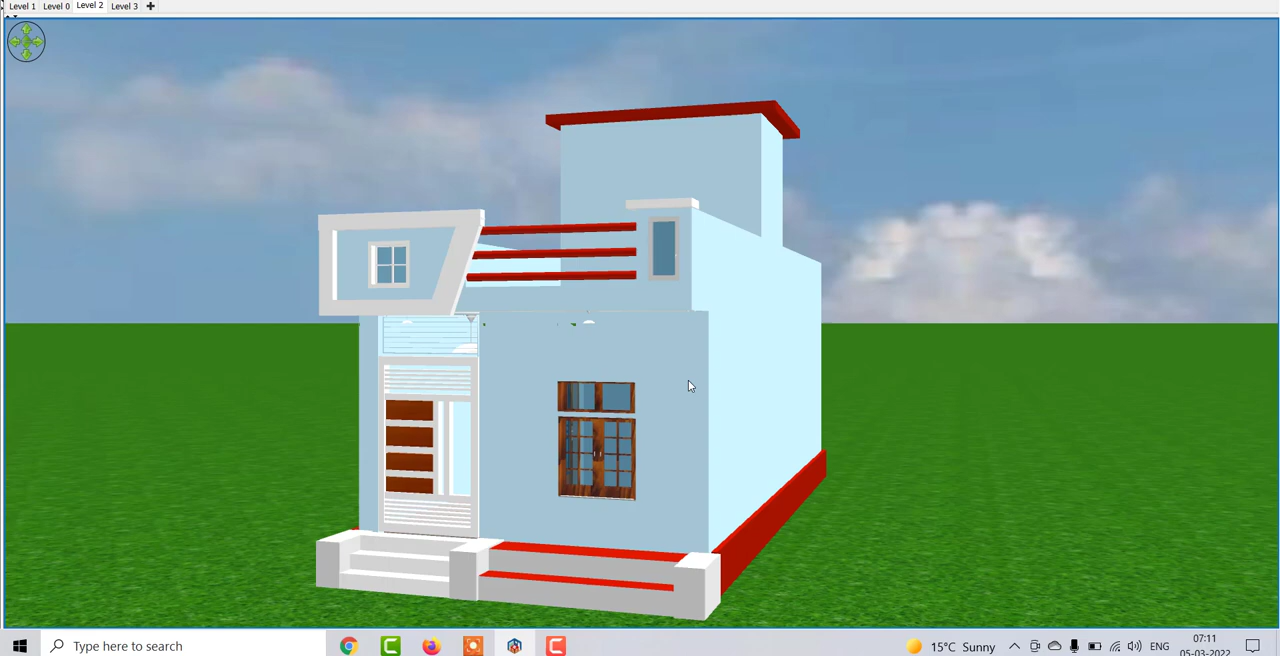 Level 1 Level 0 Level 2 Level 3
Type here to search
15°C Sunny
ENG
07:11
05-03-2022